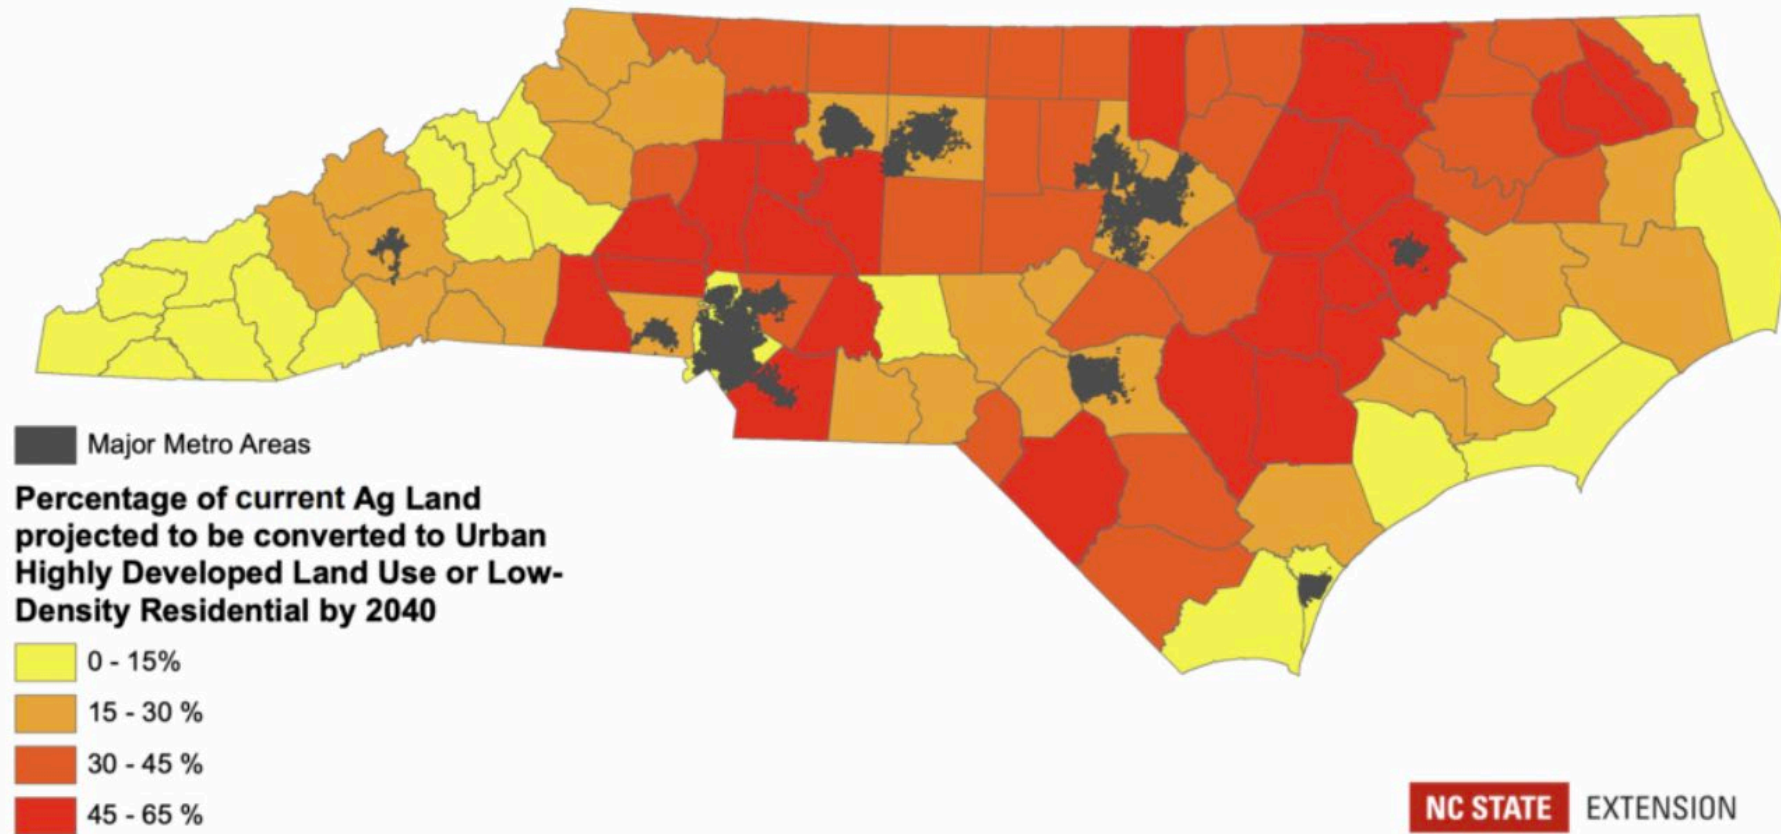 Major Metro Areas
Percentage of current Ag Land
projected to be converted to Urban
Highly Developed Land Use or Low-
Density Residential by 2040
0 - 15%
15 - 30 %
30 - 45 %
45 - 65 %
NC STATE EXTENSION